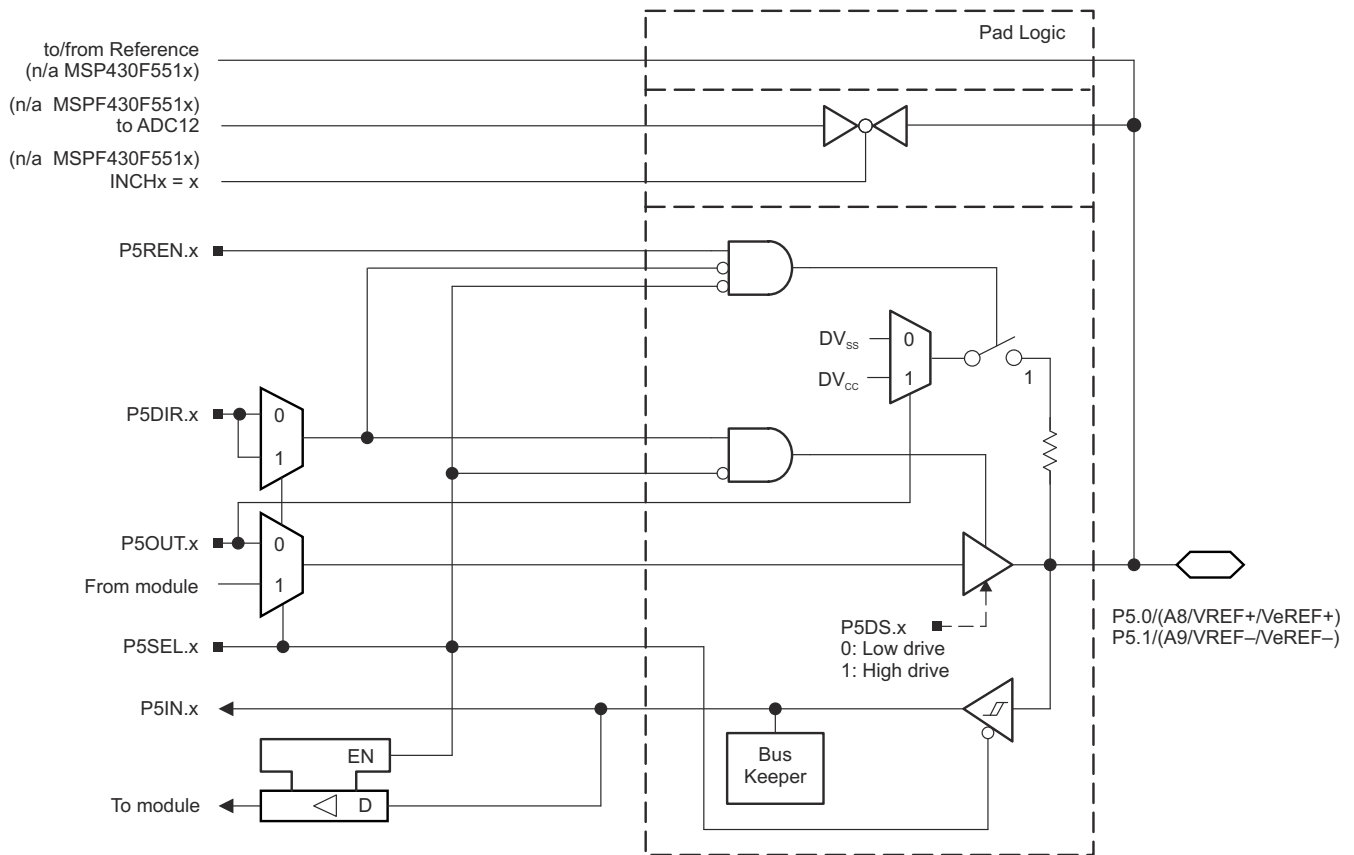 Pad Logic
to/from Reference
(n/a MSP430F551x)
(n/a MSPF430F551x)
to ADC12
(n/a MSPF430F551x)
INCHx = x
P5REN.x
DVSS
0
DVCC
1
1
P5DIR.x
0
1
P5OUT.x
0
From module
1
P5SEL.x
P5DS.x
0: Low drive
1: High drive
P5.0/(A8/VREF+/VeREF+)
P5.1/(A9/VREF–/VeREF–)
P5IN.x
Bus
Keeper
EN
To module
D